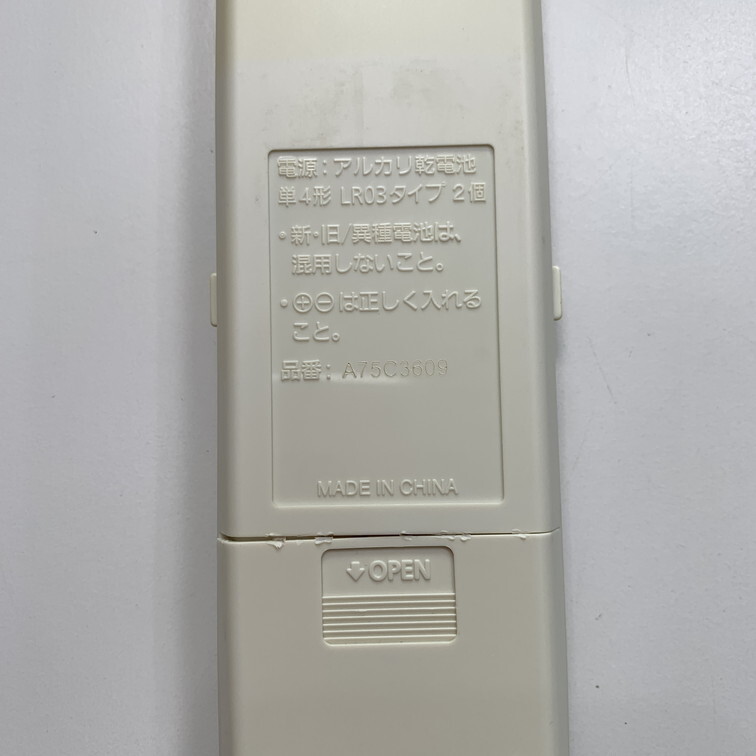 電源：アルカリ乾電池
単4形 LR03タイプ 2個
・新・旧/異種電池は、
混用しないこと。
・⊕⊖は正しく入れる
こと。
品番：A75C3609
MADE IN CHINA
OPEN